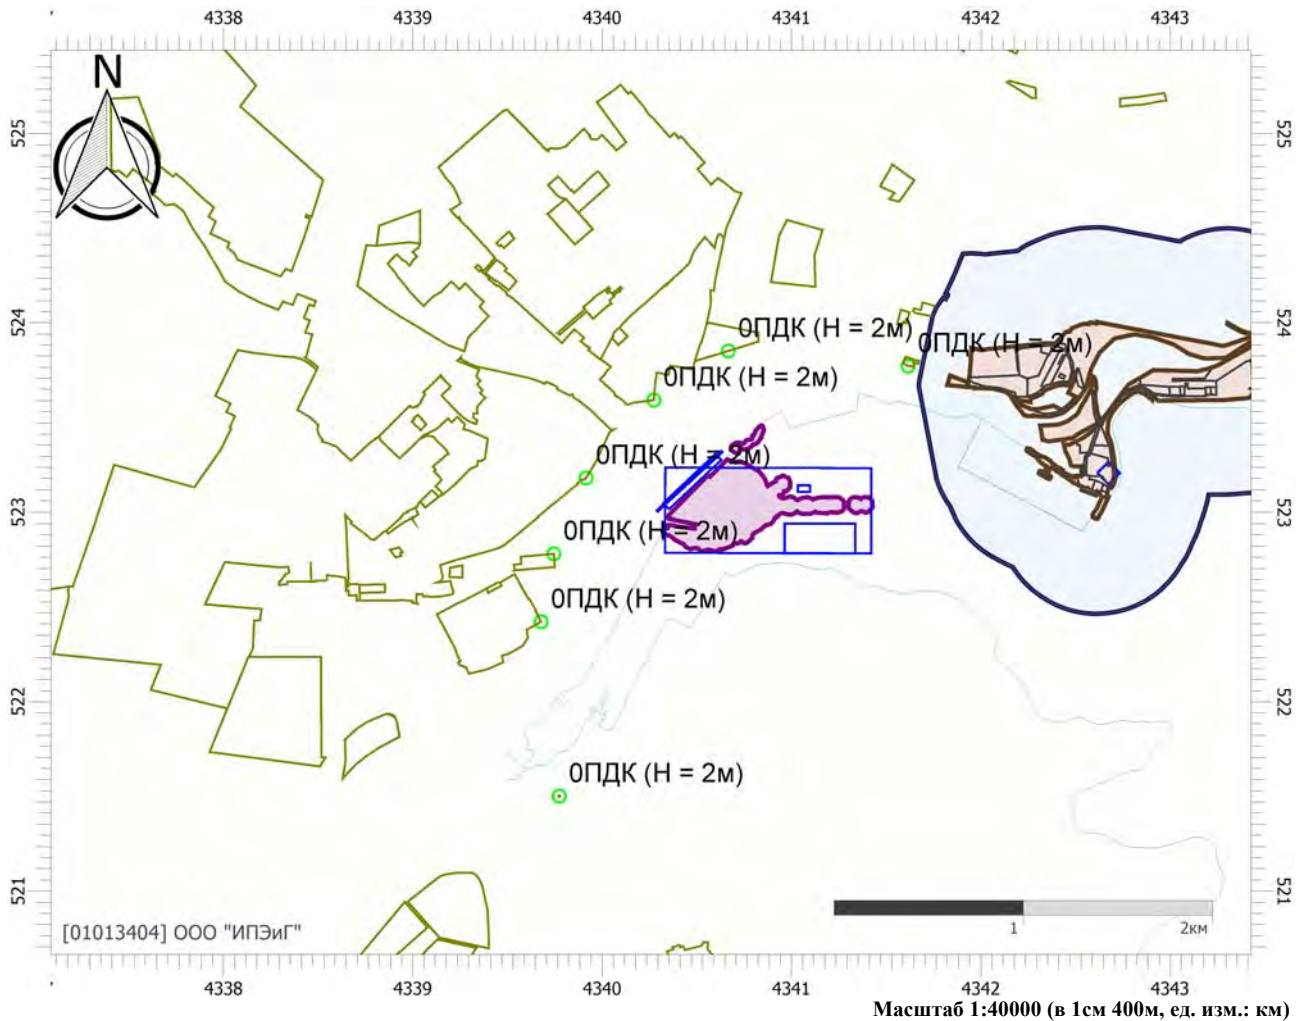 4338 4339 4340 4341 4342 4343
N
525 525
524 524
0ПДК (Н = 2м)
0ПДК (Н = 2м)
0ПДК (Н = 2м)
0ПДК (Н = 2м)
523 523
0ПДК (Н = 2м)
0ПДК (Н = 2м)
522 522
0ПДК (Н = 2м)
521 521
[01013404] ООО "ИПЭиГ"
1 2км
4338 4339 4340 4341 4342 4343
Масштаб 1:40000 (в 1см 400м, ед. изм.: км)